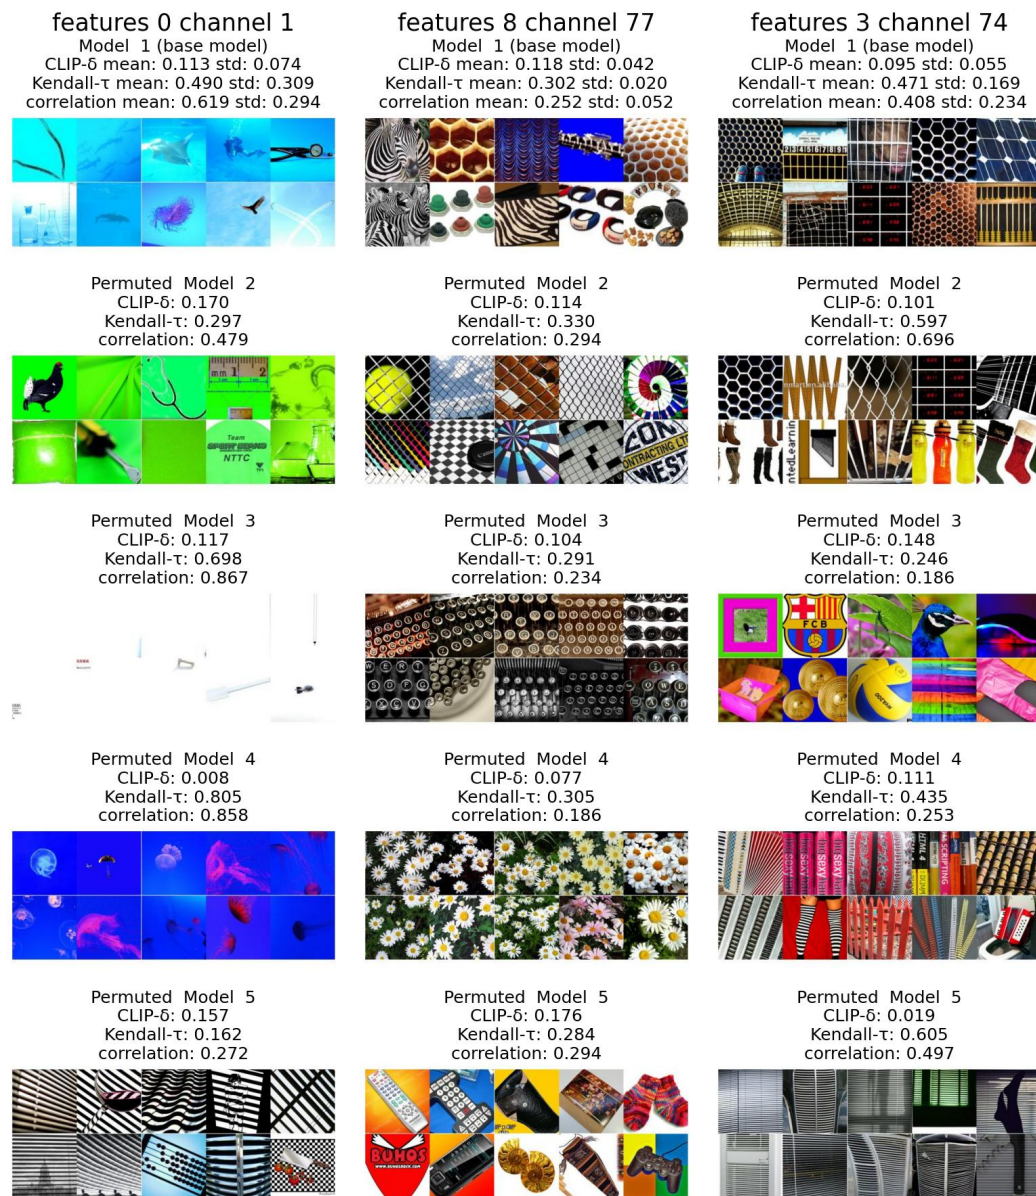 features 0 channel 1
Model 1 (base model)
CLIP-δ mean: 0.113 std: 0.074
Kendall-τ mean: 0.490 std: 0.309
correlation mean: 0.619 std: 0.294
features 8 channel 77
Model 1 (base model)
CLIP-δ mean: 0.118 std: 0.042
Kendall-τ mean: 0.302 std: 0.020
correlation mean: 0.252 std: 0.052
features 3 channel 74
Model 1 (base model)
CLIP-δ mean: 0.095 std: 0.055
Kendall-τ mean: 0.471 std: 0.169
correlation mean: 0.408 std: 0.234
Permuted Model 2
CLIP-δ: 0.170
Kendall-τ: 0.297
correlation: 0.479
Permuted Model 2
CLIP-δ: 0.114
Kendall-τ: 0.330
correlation: 0.294
Permuted Model 2
CLIP-δ: 0.101
Kendall-τ: 0.597
correlation: 0.696
1 2
Team
NTTC
CON
CONTRACTING LT
NEST
ntedLearnin
Permuted Model 3
CLIP-δ: 0.117
Kendall-τ: 0.698
correlation: 0.867
Permuted Model 3
CLIP-δ: 0.104
Kendall-τ: 0.291
correlation: 0.234
Permuted Model 3
CLIP-δ: 0.148
Kendall-τ: 0.246
correlation: 0.186
FCB
Permuted Model 4
CLIP-δ: 0.008
Kendall-τ: 0.805
correlation: 0.858
Permuted Model 4
CLIP-δ: 0.077
Kendall-τ: 0.305
correlation: 0.186
Permuted Model 4
CLIP-δ: 0.111
Kendall-τ: 0.435
correlation: 0.253
SCRIPTING
Permuted Model 5
CLIP-δ: 0.157
Kendall-τ: 0.162
correlation: 0.272
Permuted Model 5
CLIP-δ: 0.176
Kendall-τ: 0.284
correlation: 0.294
Permuted Model 5
CLIP-δ: 0.019
Kendall-τ: 0.605
correlation: 0.497
BUHOS